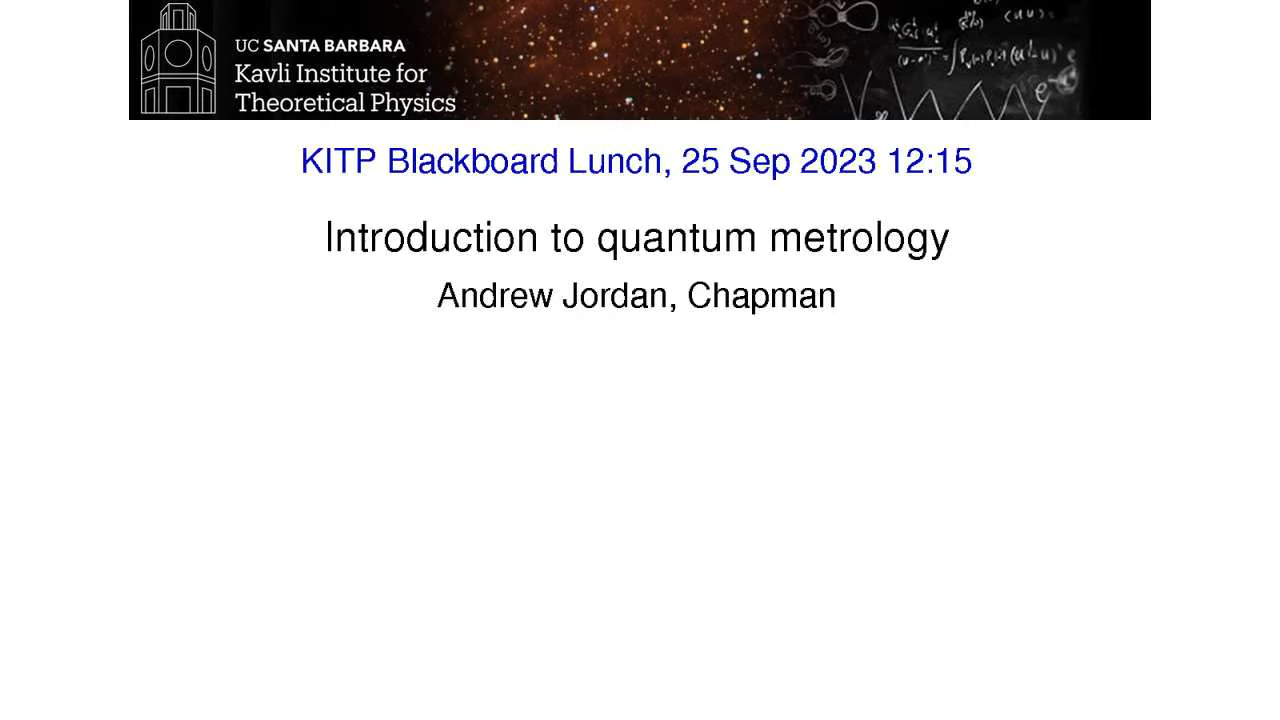 UC SANTA BARBARA
Kavli Institute for
Theoretical Physics
KITP Blackboard Lunch, 25 Sep 2023 12:15
Introduction to quantum metrology
Andrew Jordan, Chapman